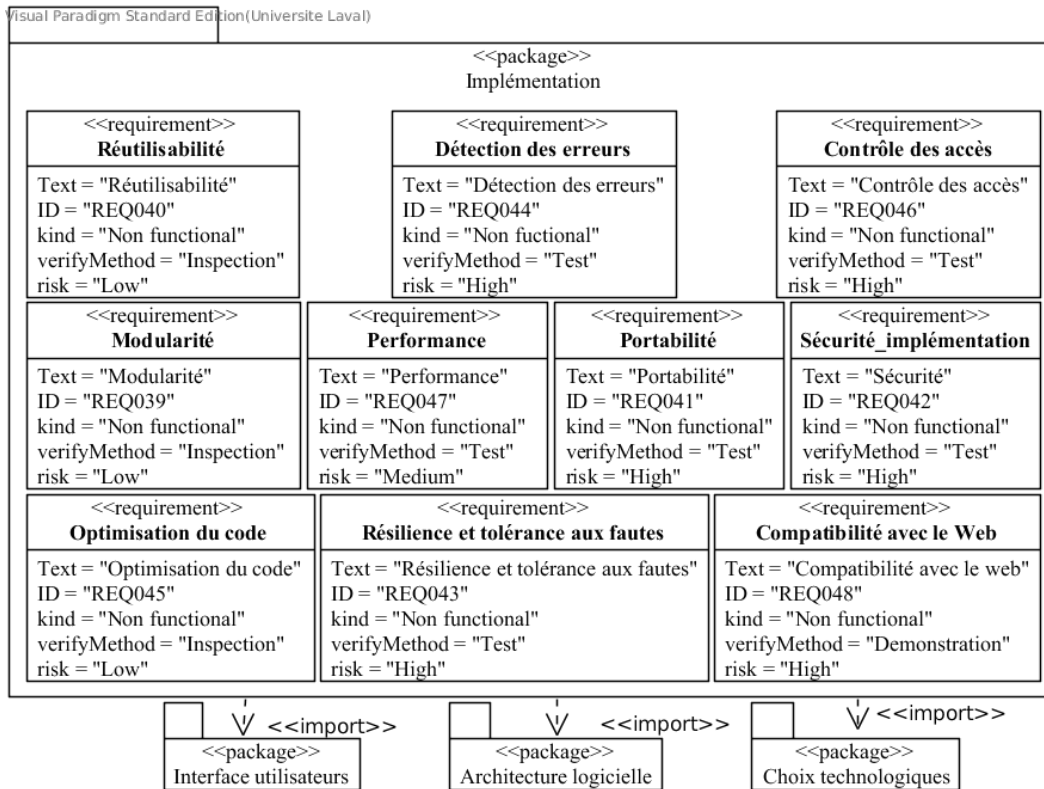 Visual Paradigm Standard Edition(Universite Laval)
<<package>>
Implémentation
<<requirement>>
Réutilisabilité
Text = "Réutilisabilité"
ID = "REQ040"
kind = "Non functional"
verifyMethod = "Inspection"
risk = "Low"
<<requirement>>
Détection des erreurs
Text = "Détection des erreurs"
ID = "REQ044"
kind = "Non fuctional"
verifyMethod = "Test"
risk = "High"
<<requirement>>
Contrôle des accès
Text = "Contrôle des accès"
ID = "REQ046"
kind = "Non functional"
verifyMethod = "Test"
risk = "High"
<<requirement>>
Modularité
Text = "Modularité"
ID = "REQ039"
kind = "Non functional"
verifyMethod = "Inspection"
risk = "Low"
<<requirement>>
Performance
Text = "Performance"
ID = "REQ047"
kind = "Non functional"
verifyMethod = "Test"
risk = "Medium"
<<requirement>>
Portabilité
Text = "Portabilité"
ID = "REQ041"
kind = "Non functional"
verifyMethod = "Test"
risk = "High"
<<requirement>>
Sécurité_implémentation
Text = "Sécurité"
ID = "REQ042"
kind = "Non functional"
verifyMethod = "Test"
risk = "High"
<<requirement>>
Optimisation du code
Text = "Optimisation du code"
ID = "REQ045"
kind = "Non functional"
verifyMethod = "Inspection"
risk = "Low"
<<requirement>>
Résilience et tolérance aux fautes
Text = "Résilience et tolérance aux fautes"
ID = "REQ043"
kind = "Non functional"
verifyMethod = "Test"
risk = "High"
<<requirement>>
Compatibilité avec le Web
Text = "Compatibilité avec le web"
ID = "REQ048"
kind = "Non functional"
verifyMethod = "Demonstration"
risk = "High"
<<import>>
<<import>>
<<import>>
<<package>>
Interface utilisateurs
<<package>>
Architecture logicielle
<<package>>
Choix technologiques